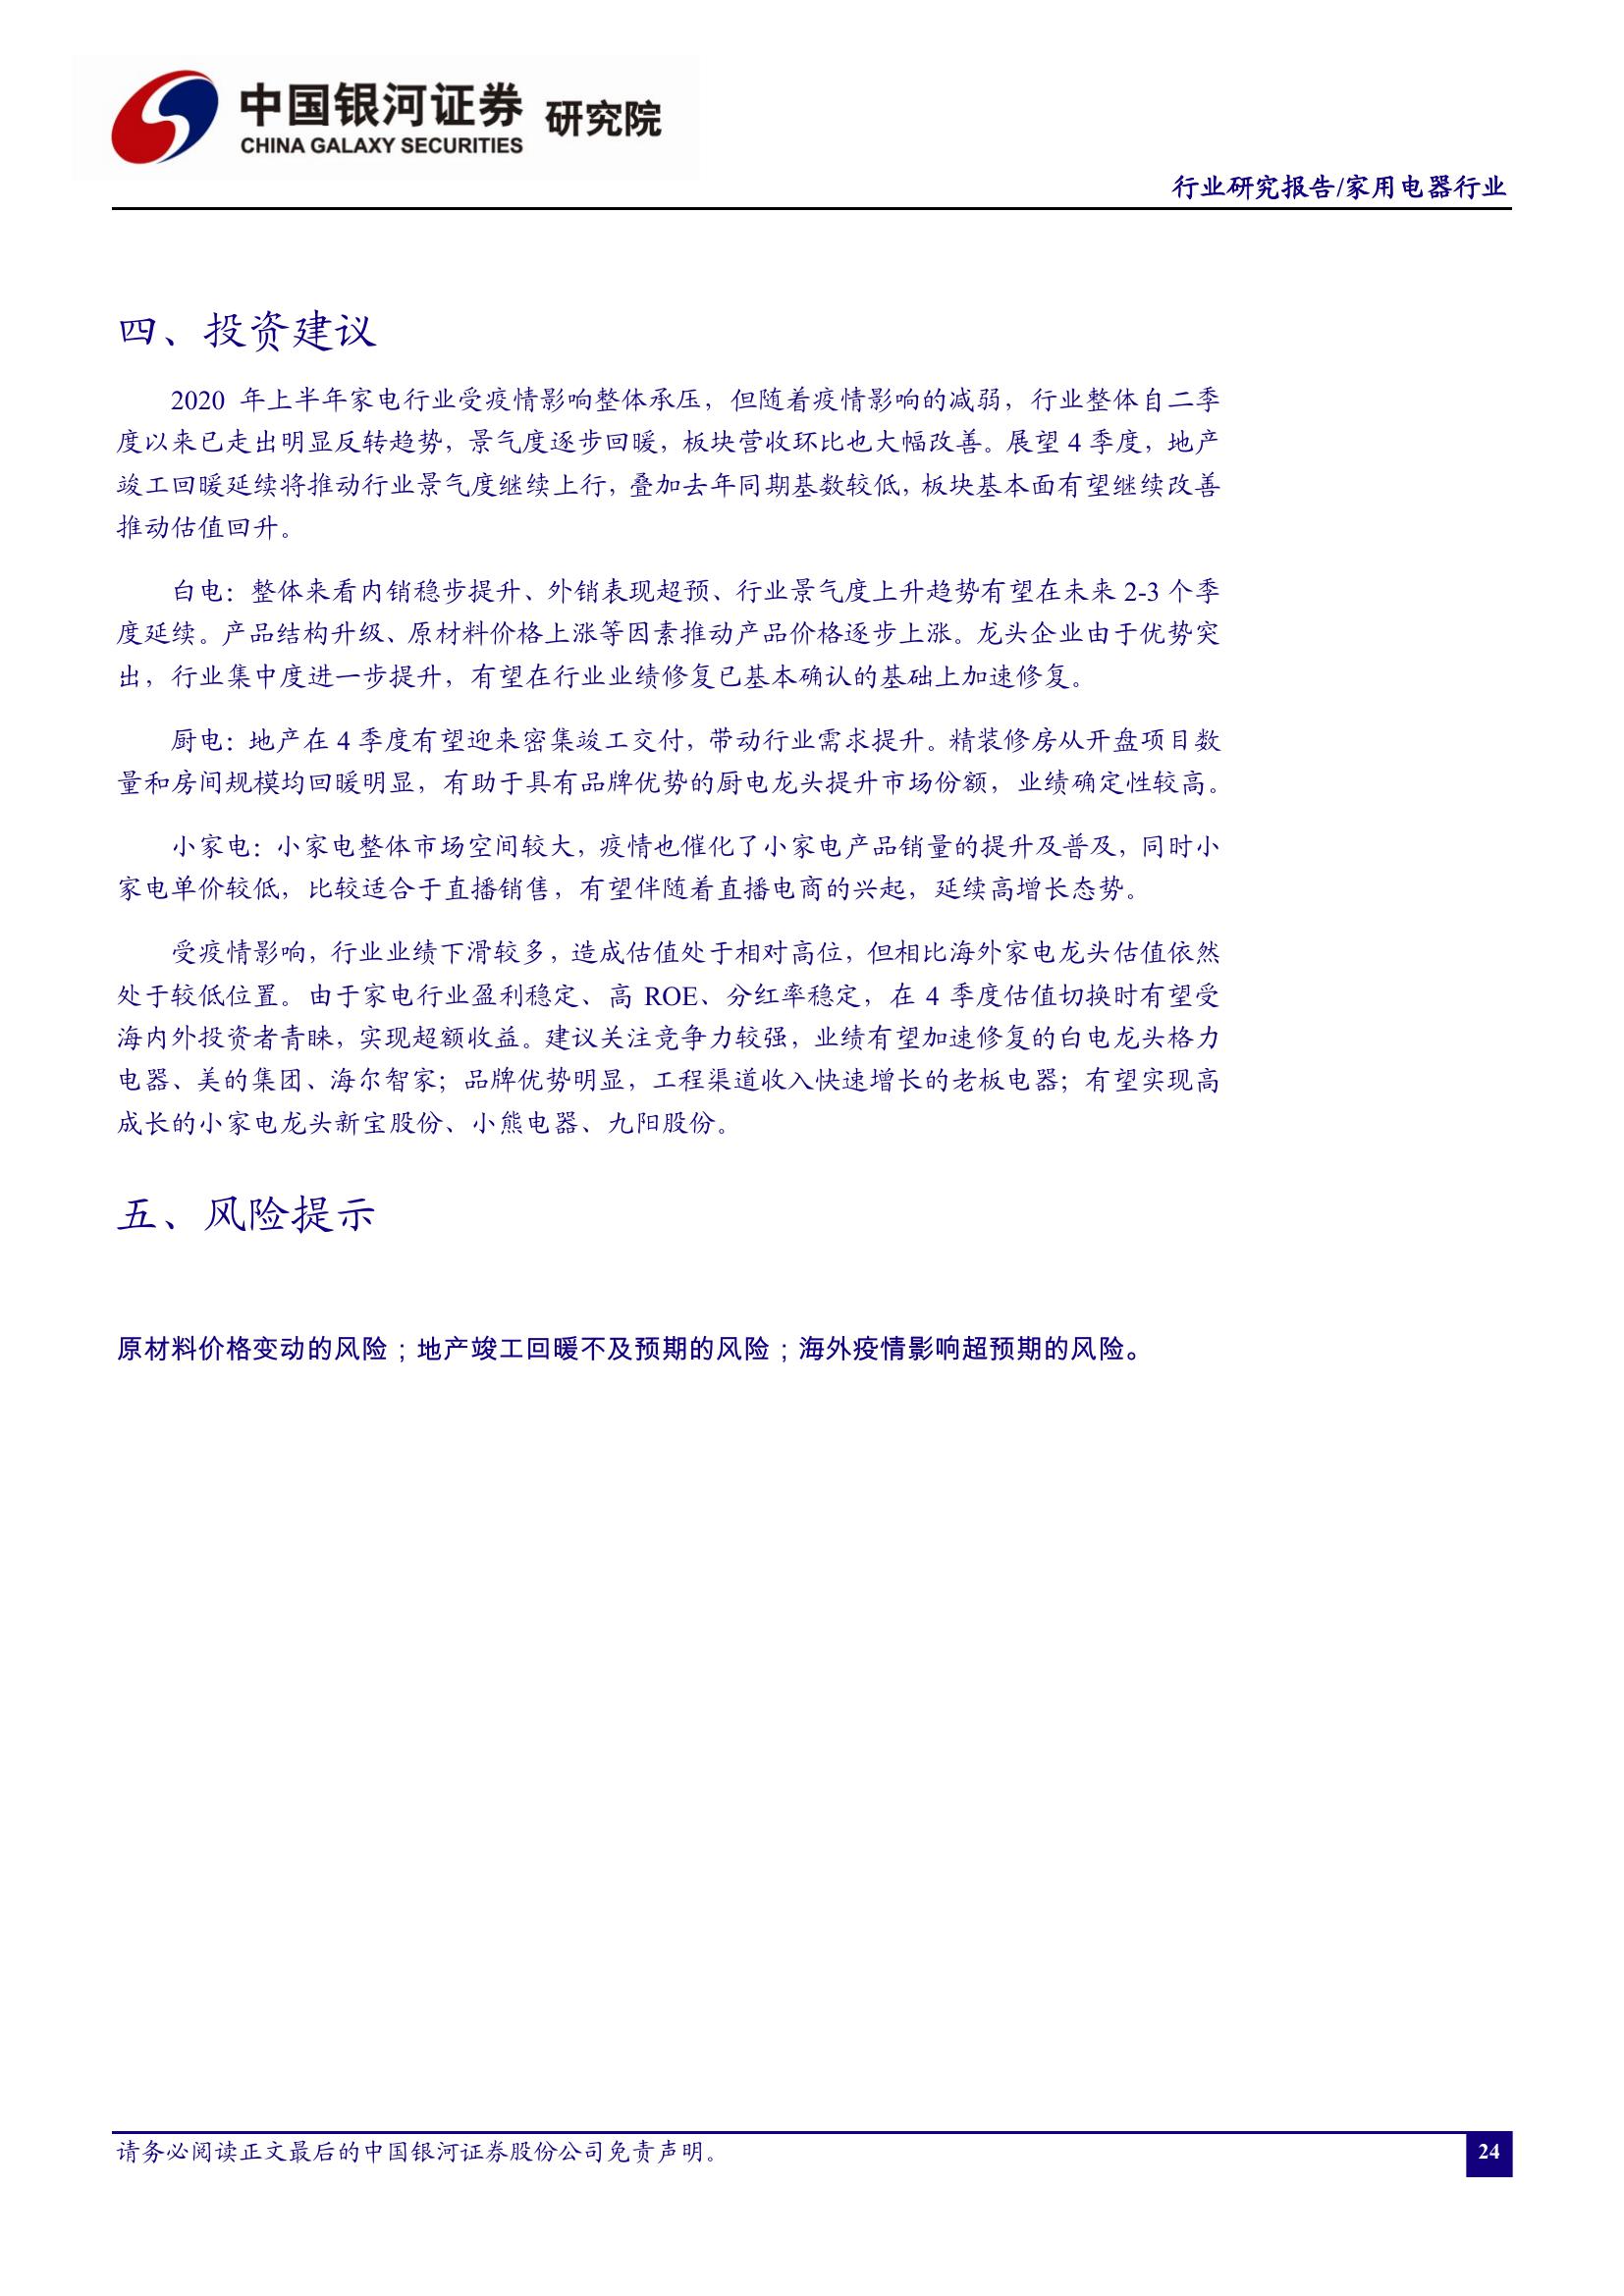 中国银河证券 研究院
CHINA GALAXY SECURITIES
行业研究报告/家用电器行业
四、投资建议
2020 年上半年家电行业受疫情影响整体承压，但随着疫情影响的减弱，行业整体自二季
度以来已走出明显反转趋势，景气度逐步回暖，板块营收环比也大幅改善。展望 4 季度，地产
竣工回暖延续将推动行业景气度继续上行，叠加去年同期基数较低，板块基本面有望继续改善
推动估值回升。
白电：整体来看内销稳步提升、外销表现超预、行业景气度上升趋势有望在未来 2-3 个季
度延续。产品结构升级、原材料价格上涨等因素推动产品价格逐步上涨。龙头企业由于优势突
出，行业集中度进一步提升，有望在行业业绩修复已基本确认的基础上加速修复。
厨电：地产在 4 季度有望迎来密集竣工交付，带动行业需求提升。精装修房从开盘项目数
量和房间规模均回暖明显，有助于具有品牌优势的厨电龙头提升市场份额，业绩确定性较高。
小家电：小家电整体市场空间较大，疫情也催化了小家电产品销量的提升及普及，同时小
家电单价较低，比较适合于直播销售，有望伴随着直播电商的兴起，延续高增长态势。
受疫情影响，行业业绩下滑较多，造成估值处于相对高位，但相比海外家电龙头估值依然
处于较低位置。由于家电行业盈利稳定、高 ROE、分红率稳定，在 4 季度估值切换时有望受
海内外投资者青睐，实现超额收益。建议关注竞争力较强，业绩有望加速修复的白电龙头格力
电器、美的集团、海尔智家；品牌优势明显，工程渠道收入快速增长的老板电器；有望实现高
成长的小家电龙头新宝股份、小熊电器、九阳股份。
五、风险提示
原材料价格变动的风险；地产竣工回暖不及预期的风险；海外疫情影响超预期的风险。
请务必阅读正文最后的中国银河证券股份公司免责声明。
24